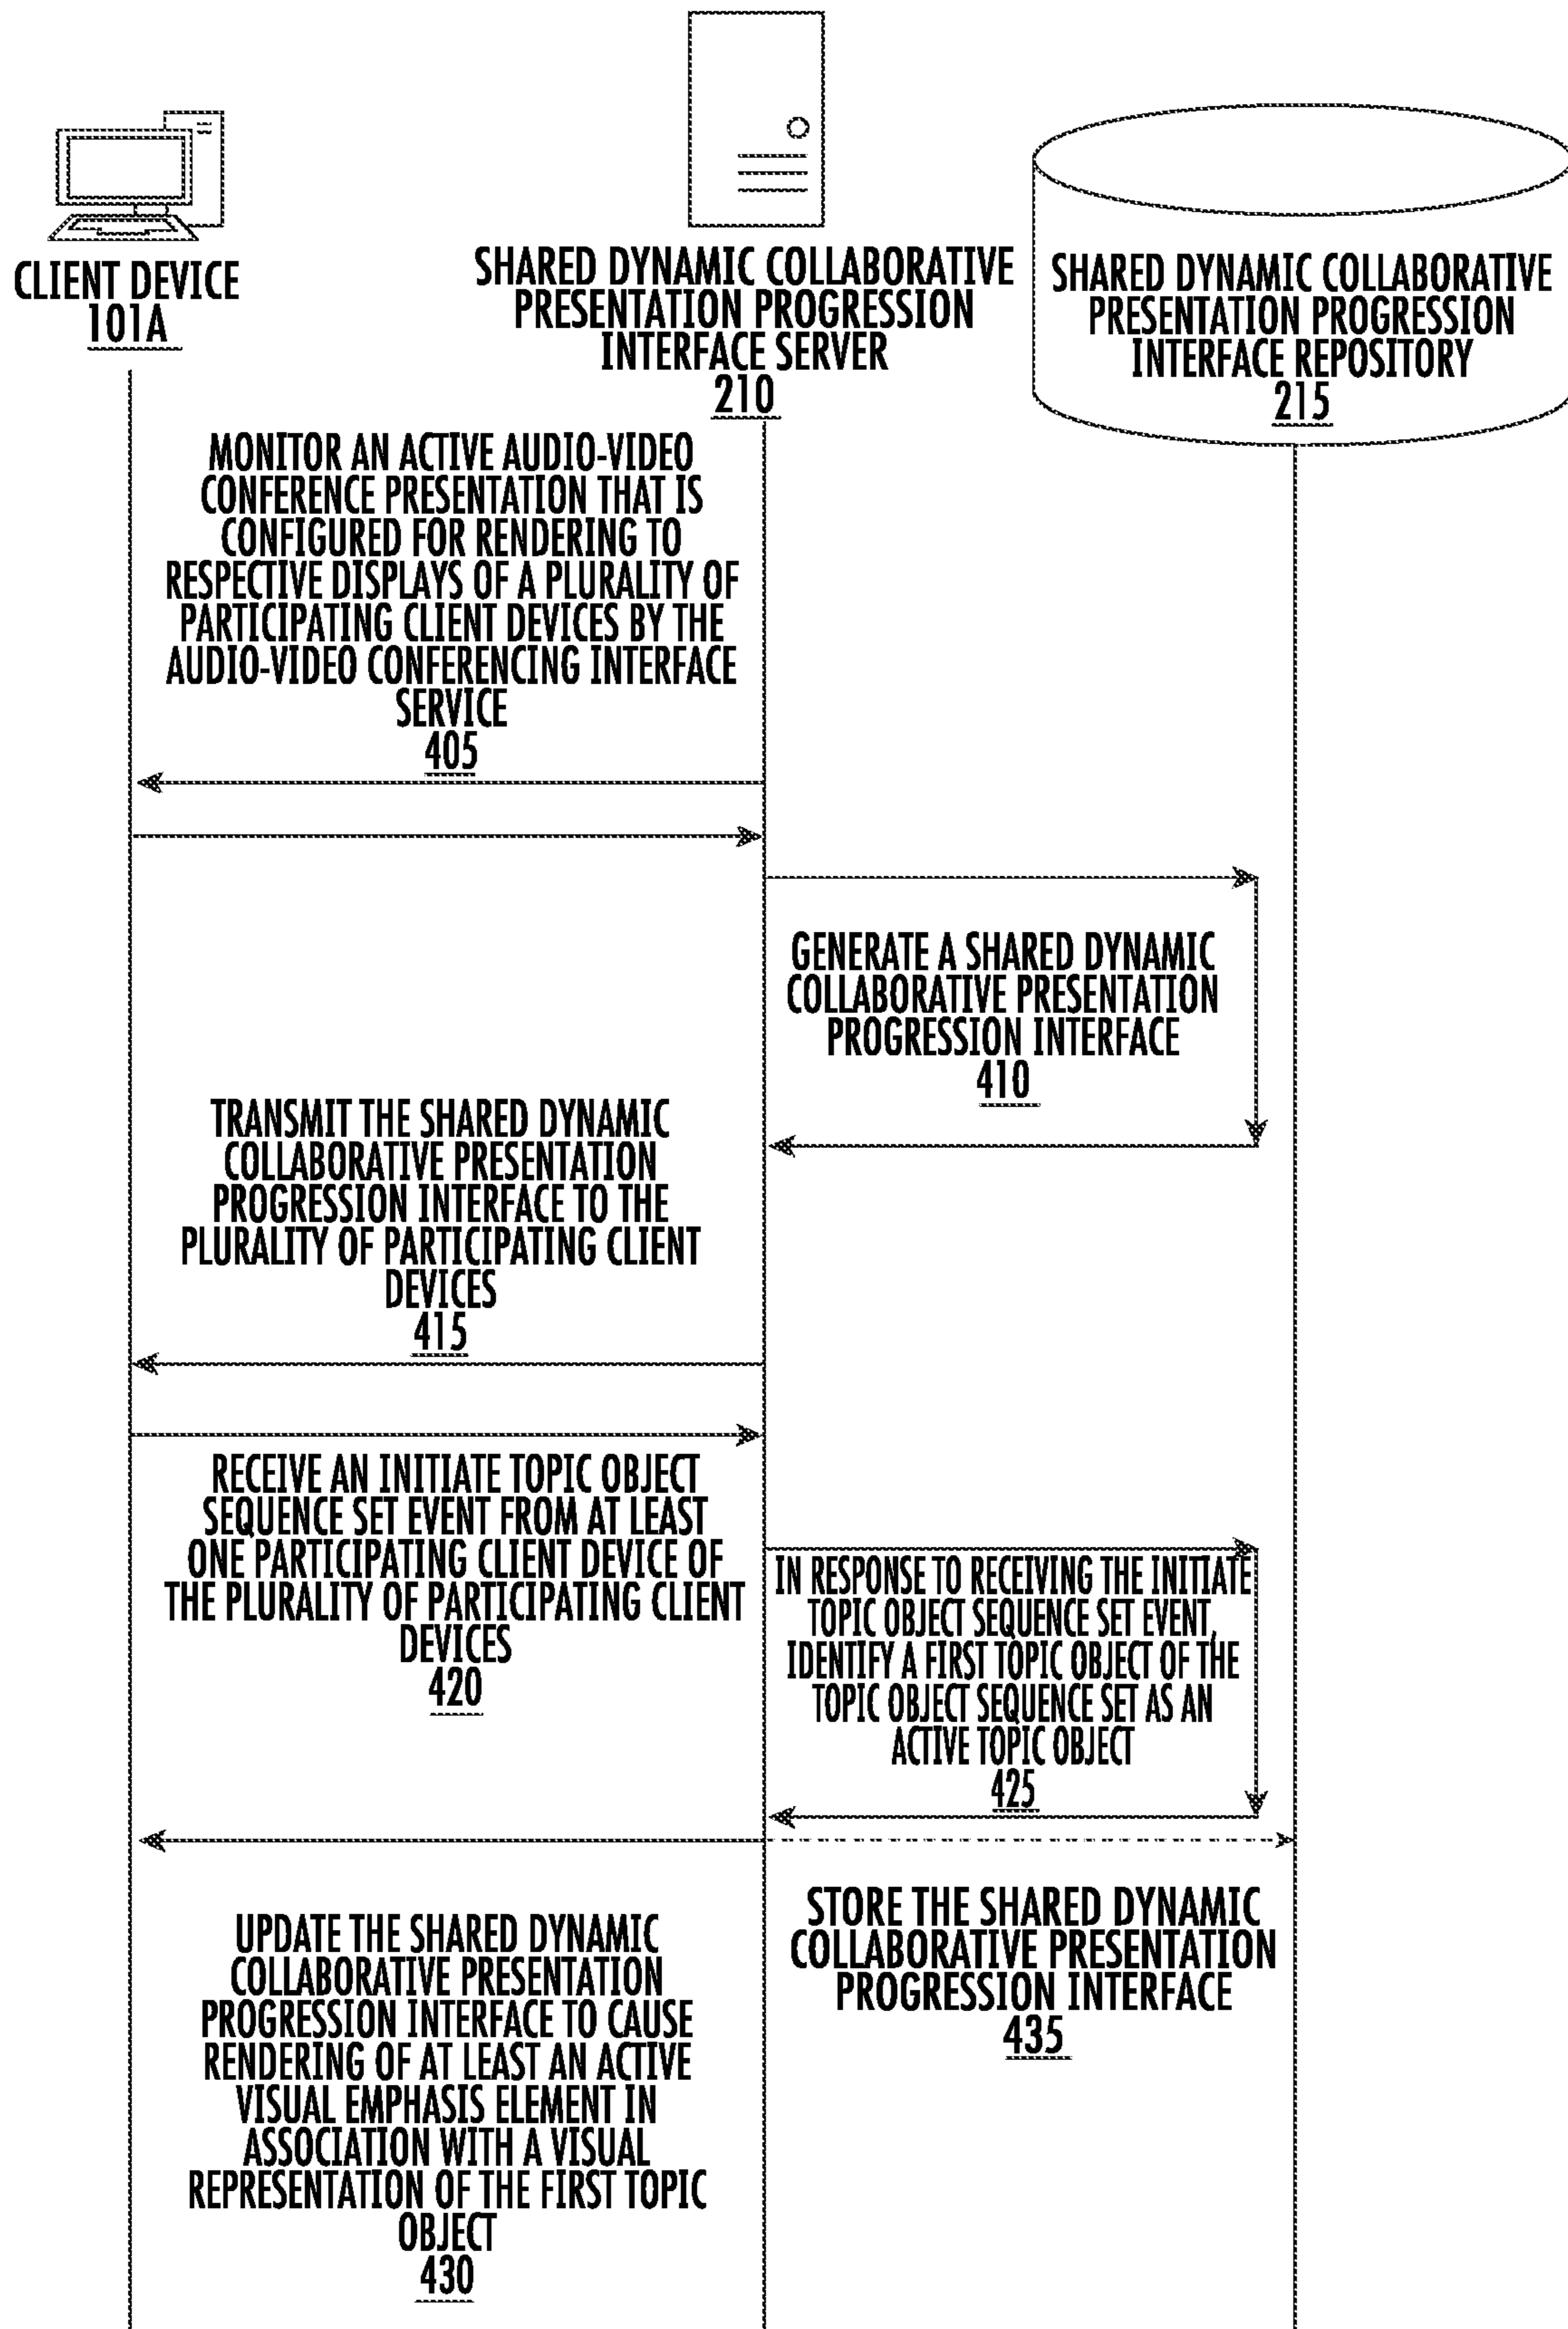 CLIENT DEVICE
101A
SHARED DYNAMIC COLLABORATIVE
PRESENTATION PROGRESSION
INTERFACE SERVER
210
SHARED DYNAMIC COLLABORATIVE
PRESENTATION PROGRESSION
INTERFACE REPOSITORY
215
MONITOR AN ACTIVE AUDIO-VIDEO
CONFERENCE PRESENTATION THAT IS
CONFIGURED FOR RENDERING TO
RESPECTIVE DISPLAYS OF A PLURALITY OF
PARTICIPATING CLIENT DEVICES BY THE
AUDIO-VIDEO CONFERENCING INTERFACE
SERVICE
405
GENERATE A SHARED DYNAMIC
COLLABORATIVE PRESENTATION
PROGRESSION INTERFACE
410
TRANSMIT THE SHARED DYNAMIC
COLLABORATIVE PRESENTATION
PROGRESSION INTERFACE TO THE
PLURALITY OF PARTICIPATING CLIENT
DEVICES
415
RECEIVE AN INITIATE TOPIC OBJECT
SEQUENCE SET EVENT FROM AT LEAST
ONE PARTICIPATING CLIENT DEVICE OF
THE PLURALITY OF PARTICIPATING CLIENT
DEVICES
420
IN RESPONSE TO RECEIVING THE INITIATE
TOPIC OBJECT SEQUENCE SET EVENT,
IDENTIFY A FIRST TOPIC OBJECT OF THE
TOPIC OBJECT SEQUENCE SET AS AN
ACTIVE TOPIC OBJECT
425
UPDATE THE SHARED DYNAMIC
COLLABORATIVE PRESENTATION
PROGRESSION INTERFACE TO CAUSE
RENDERING OF AT LEAST AN ACTIVE
VISUAL EMPHASIS ELEMENT IN
ASSOCIATION WITH A VISUAL
REPRESENTATION OF THE FIRST TOPIC
OBJECT
430
STORE THE SHARED DYNAMIC
COLLABORATIVE PRESENTATION
PROGRESSION INTERFACE
435